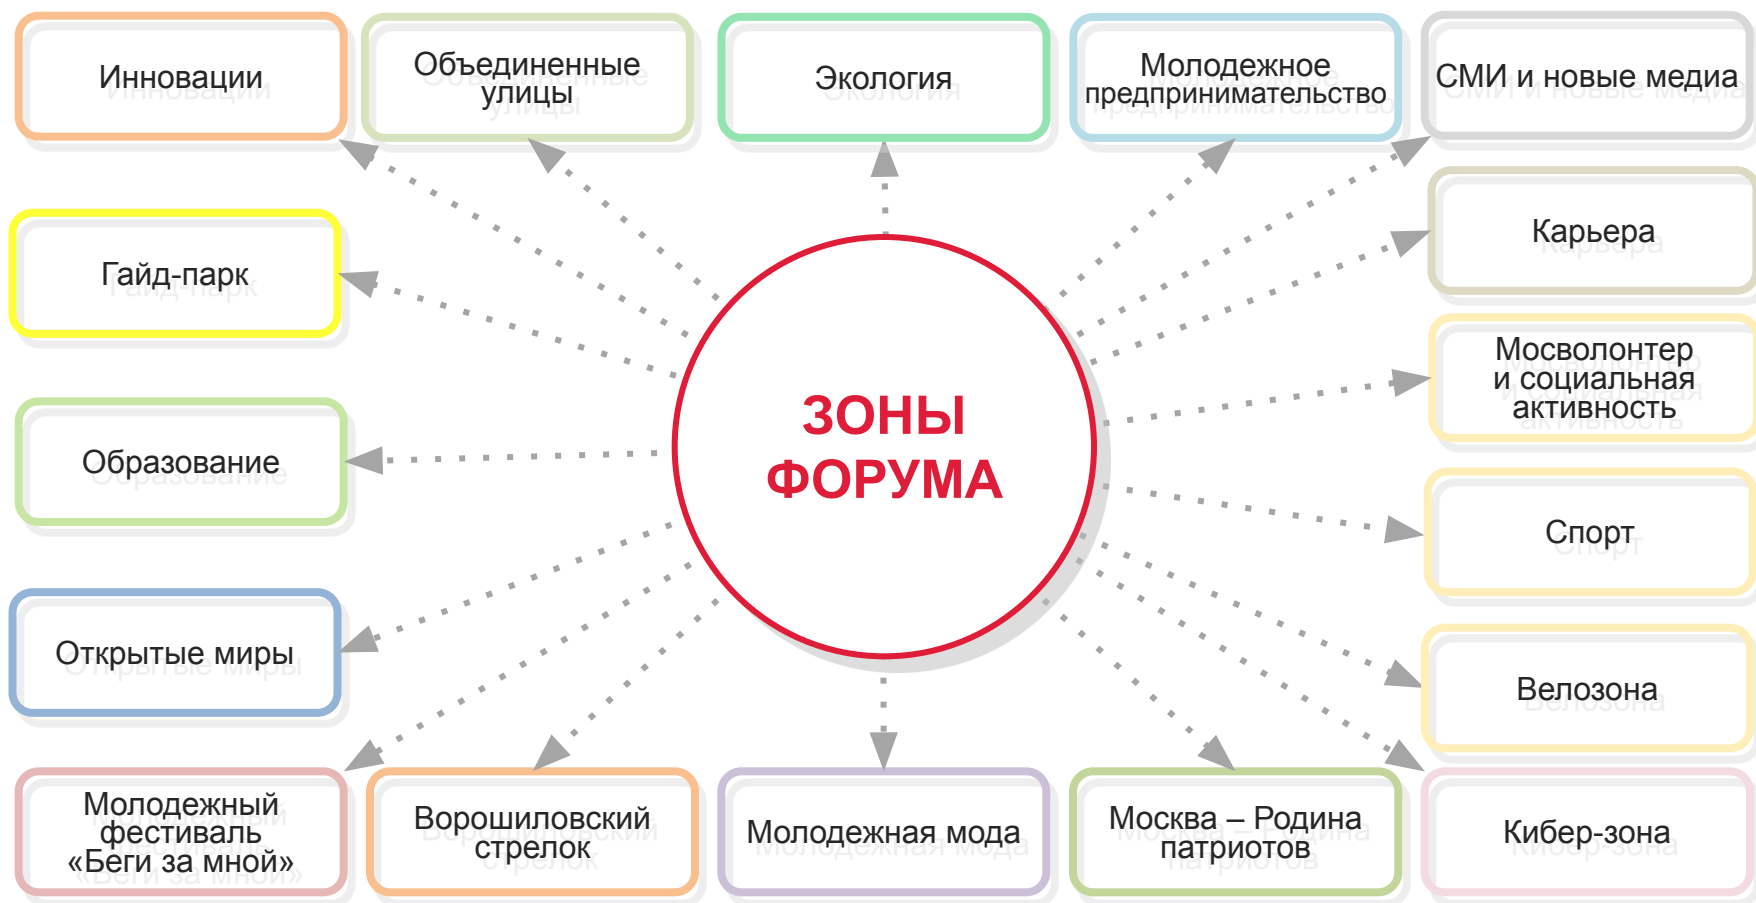 Инновации
Объединенные
улицы
Экология
Молодежное
предпринимательство
СМИ и новые медиа
Гайд-парк
Карьера
Мосволонтер
и социальная
активность
ЗОНЫ
ФОРУМА
Образование
Спорт
Открытые миры
Велозона
Молодежный
фестиваль
«Беги за мной»
Ворошиловский
стрелок
Молодежная мода
Москва – Родина
патриотов
Кибер-зона